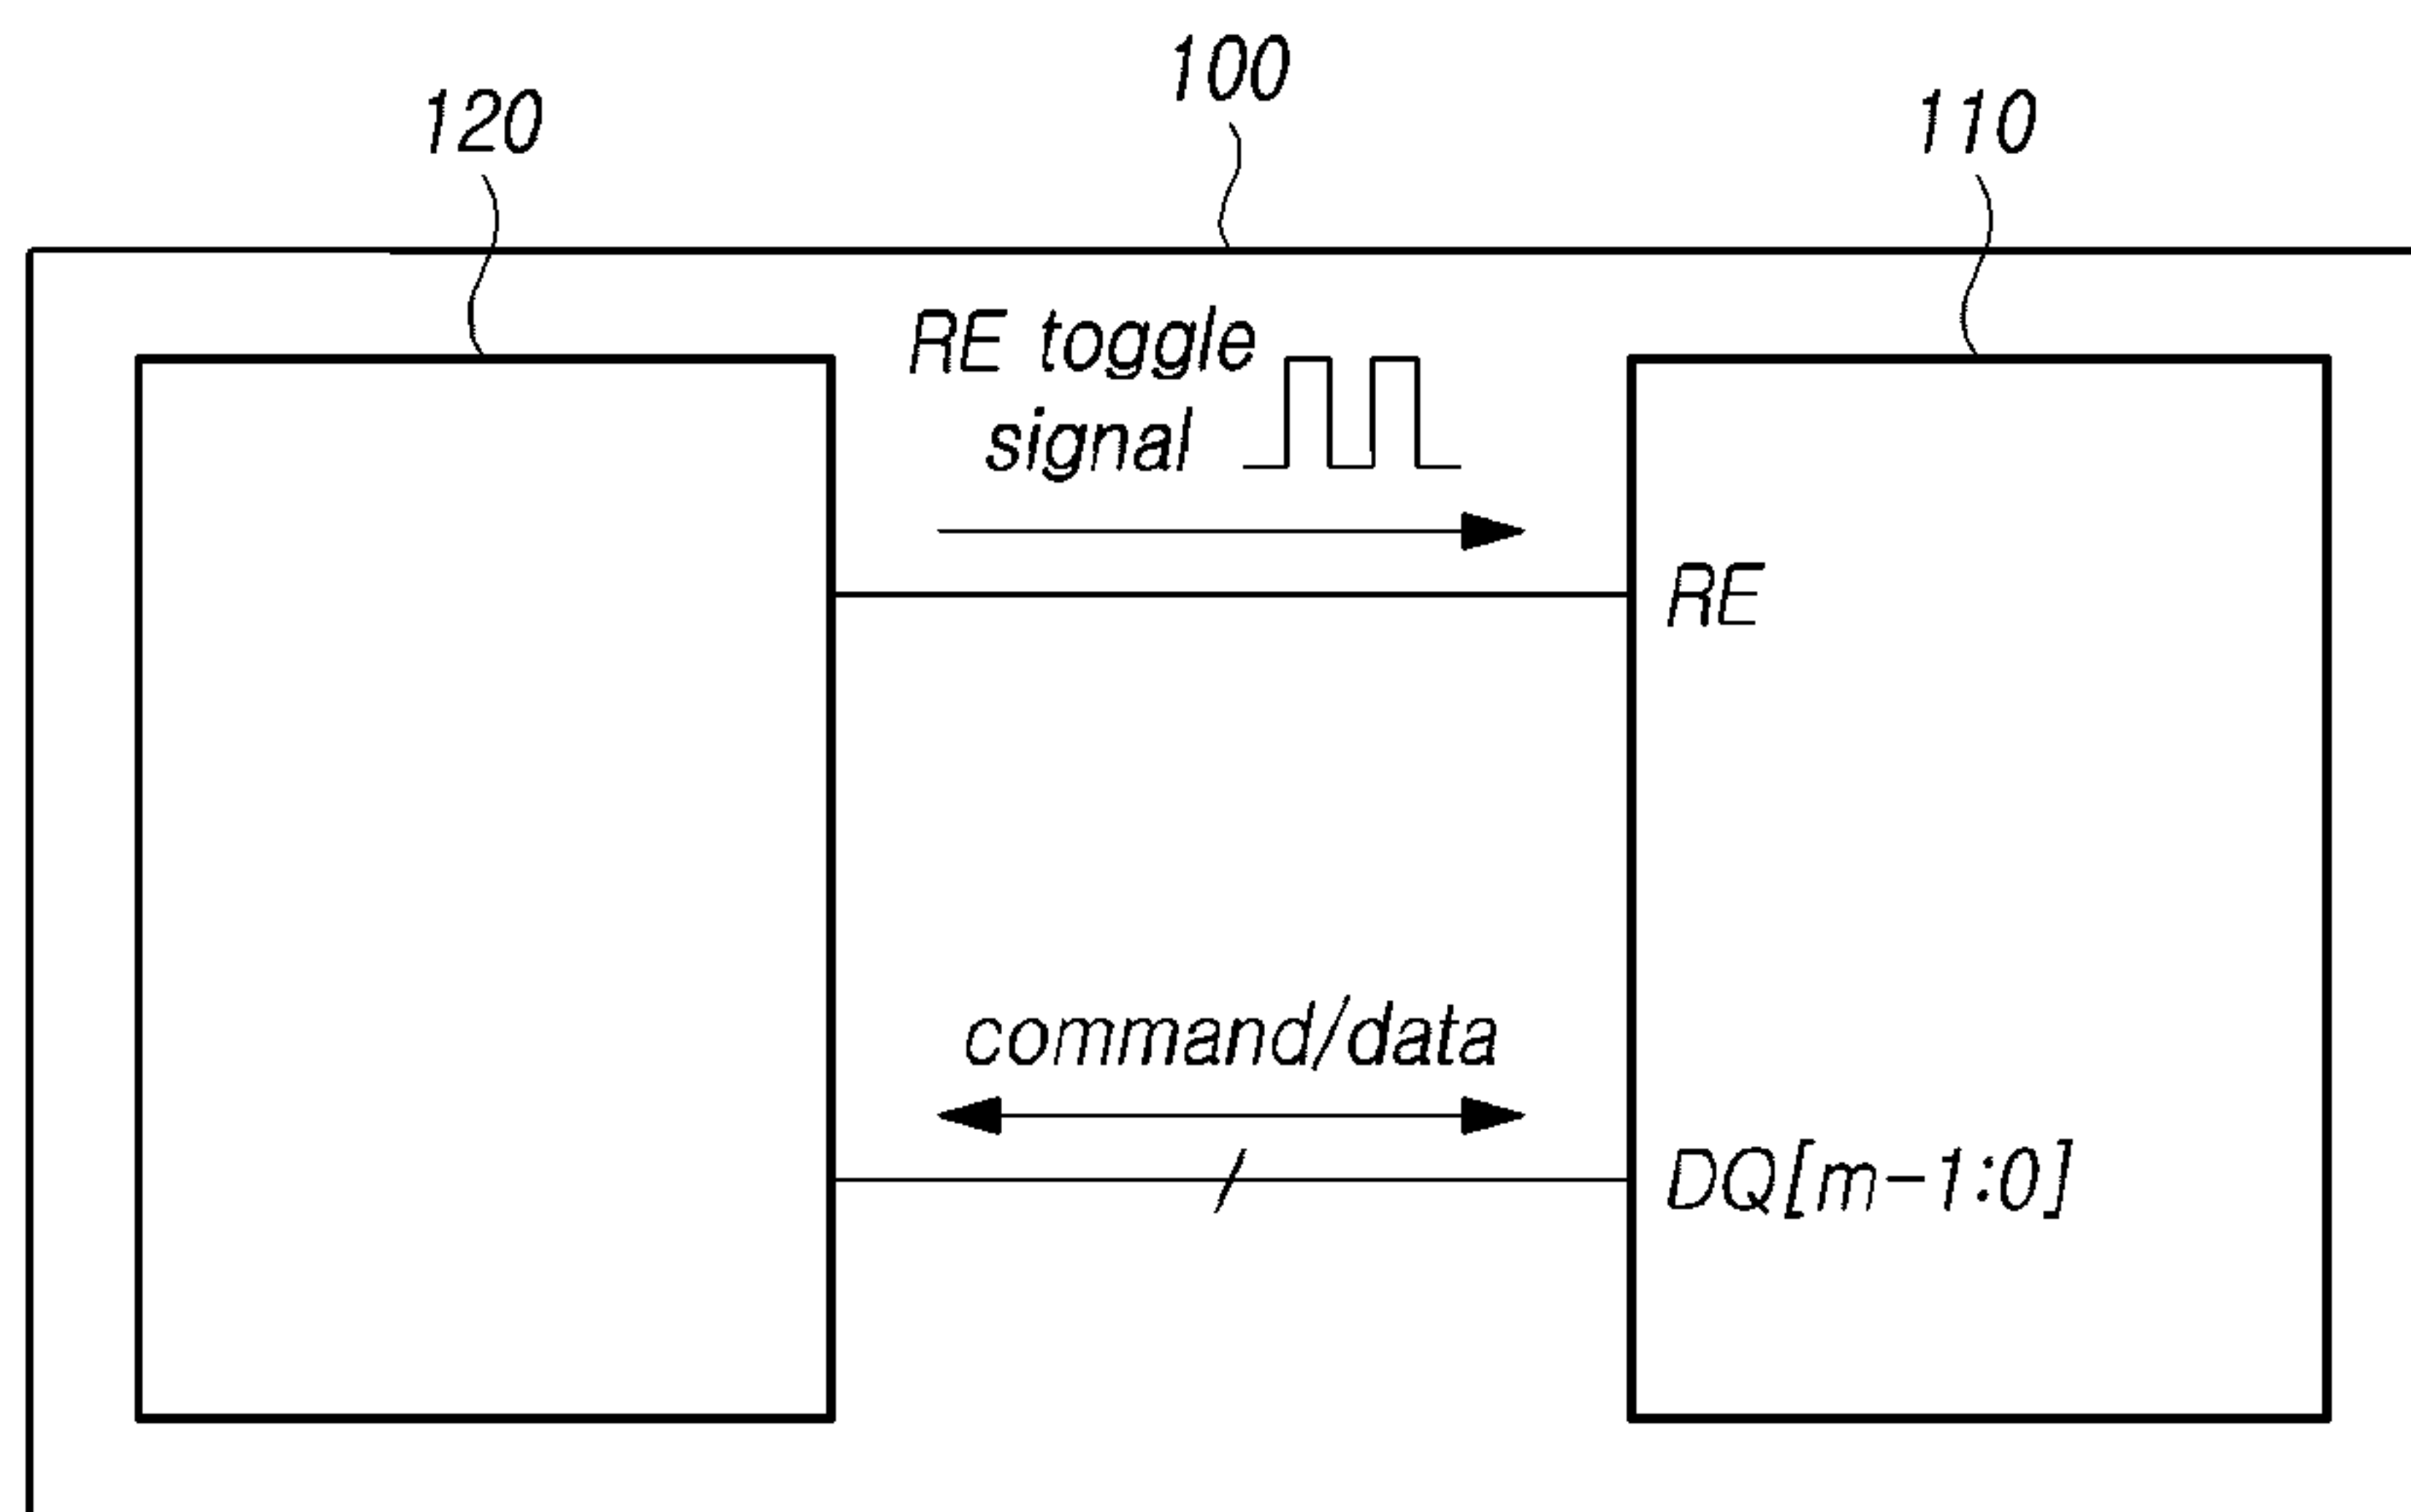 100
120
110
RE toggle
signal
RE
command/data
DQ[m-1:0]